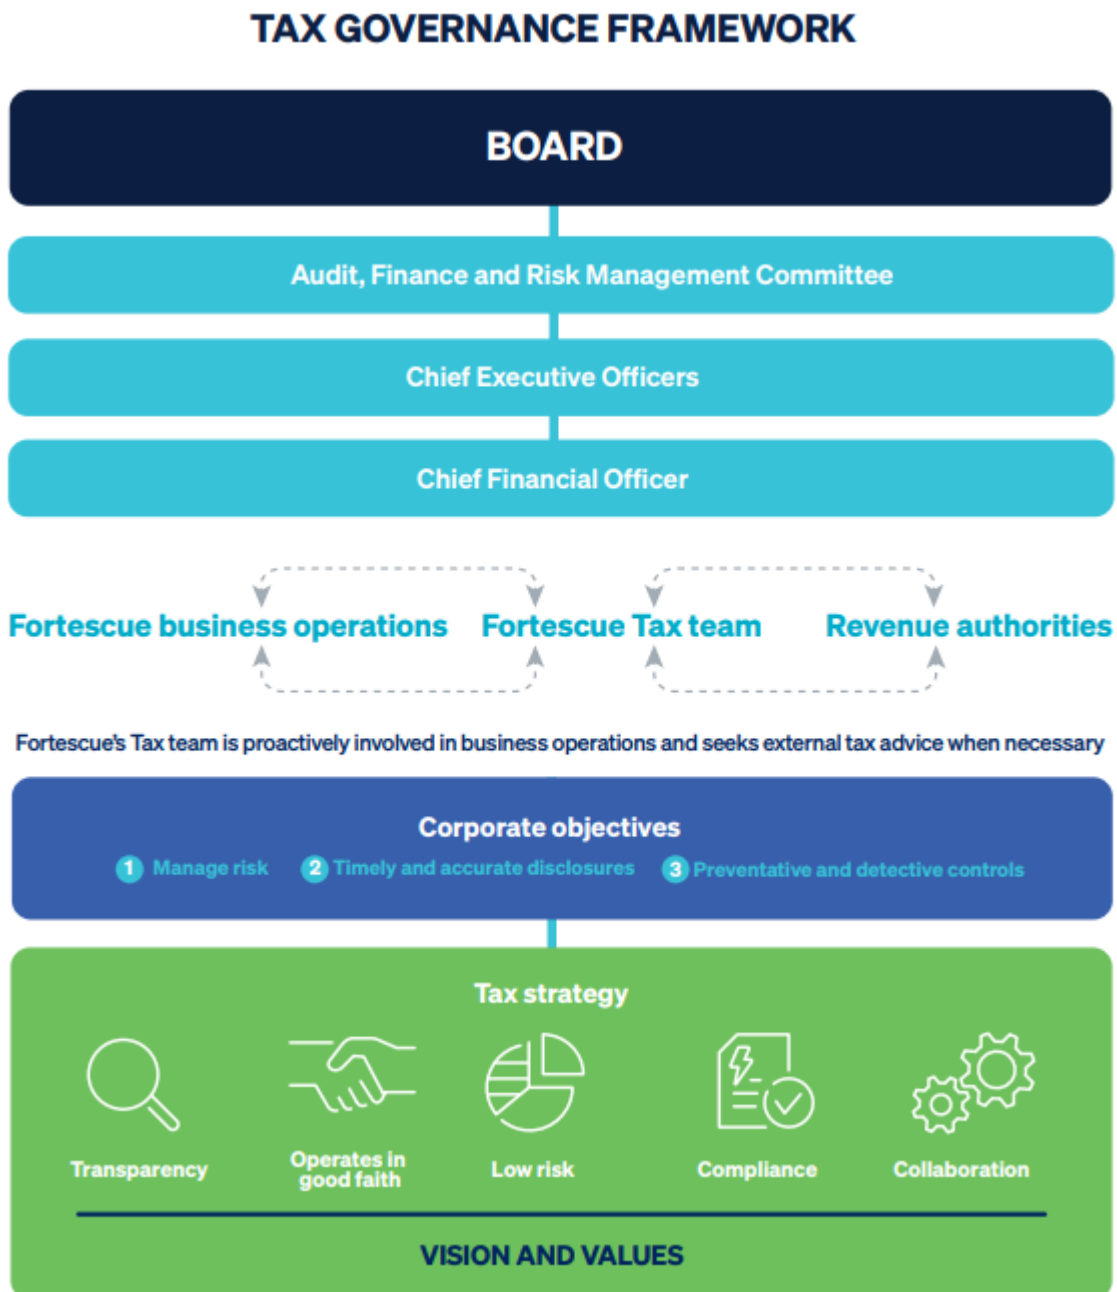 TAX GOVERNANCE FRAMEWORK
BOARD
Audit, Finance and Risk Management Committee
Chief Executive Officers
Chief Financial Officer
Fortescue business operations Fortescue Tax team Revenue authorities
Fortescue's Tax team is proactively involved in business operations and seeks external tax advice when necessary
Corporate objectives
1 Manage risk 2 Timely and accurate disclosures 3 Preventative and detective controls
Tax strategy
Transparency
Operates in
good faith
Low risk
Compliance
Collaboration
VISION AND VALUES